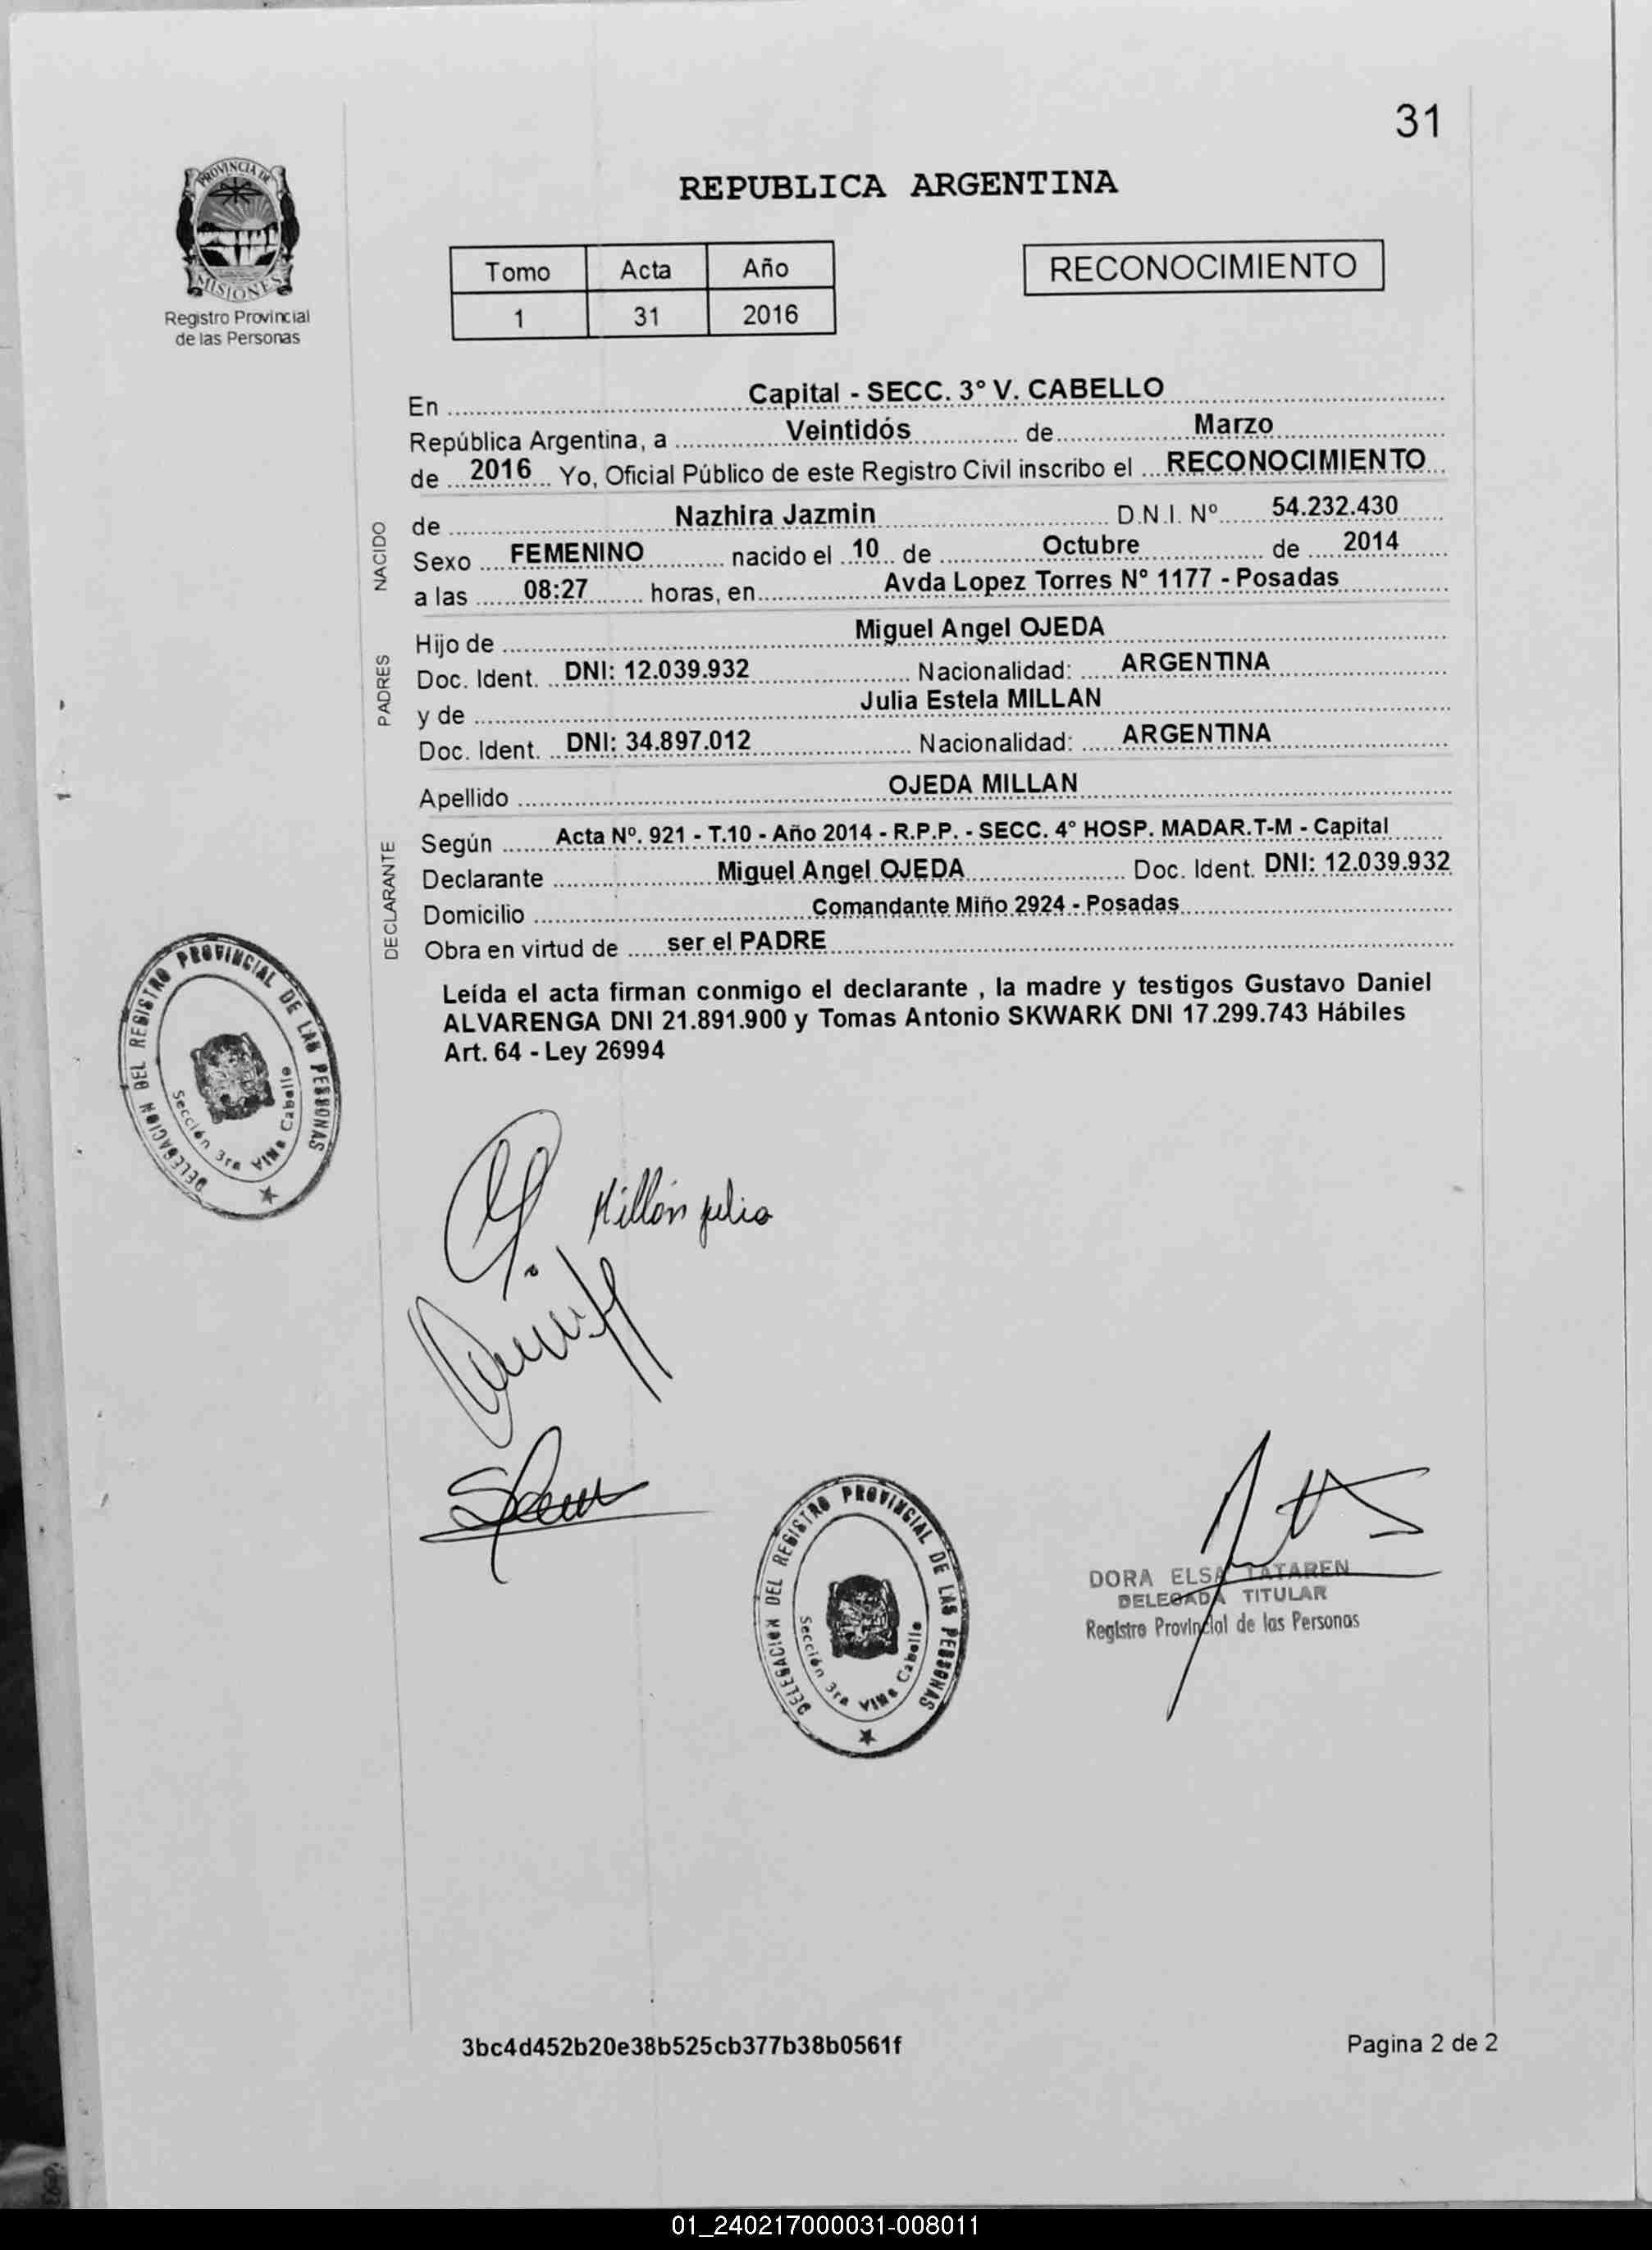 31
PROVINCIA DE
MISIONES
Registro Provincial
de las Personas
REPUBLICA ARGENTINA
Tomo Acta Año
1 31 2016
RECONOCIMIENTO
En Capital - SECC. 3° V. CABELLO
República Argentina, a Veintidós de Marzo
de 2016 Yo, Oficial Público de este Registro Civil inscribo el RECONOCIMIENTO
NACIDO
de Nazhira Jazmin D.N.I. Nº 54.232.430
Sexo FEMENINO nacido el 10 de Octubre de 2014
a las 08:27 horas, en Avda Lopez Torres N° 1177 - Posadas
PADRES
Hijo de Miguel Angel OJEDA
Doc. Ident. DNI: 12.039.932 Nacionalidad: ARGENTINA
y de Julia Estela MILLAN
Doc. Ident. DNI: 34.897.012 Nacionalidad: ARGENTINA
Apellido OJEDA MILLAN
DECLARANTE
Según Acta Nº. 921 - T.10 - Año 2014 - R.P.P. - SECC. 4° HOSP. MADAR.T-M - Capital
Declarante Miguel Angel OJEDA Doc. Ident. DNI: 12.039.932
Domicilio Comandante Miño 2924 - Posadas
Obra en virtud de ser el PADRE
Leída el acta firman conmigo el declarante , la madre y testigos Gustavo Daniel
ALVARENGA DNI 21.891.900 y Tomas Antonio SKWARK DNI 17.299.743 Hábiles
Art. 64 - Ley 26994
DELEGACION DEL REGISTRO PROVINCIAL DE LAS PERSONAS
Sección 3ra Villa Cabello
Millán Julia
DELEGACION DEL REGISTRO PROVINCIAL DE LAS PERSONAS
Sección 3ra Villa Cabello
DORA ELSA TATAREN
DELEGADA TITULAR
Registro Provincial de las Personas
3bc4d452b20e38b525cb377b38b0561f
Pagina 2 de 2
01_240217000031-008011